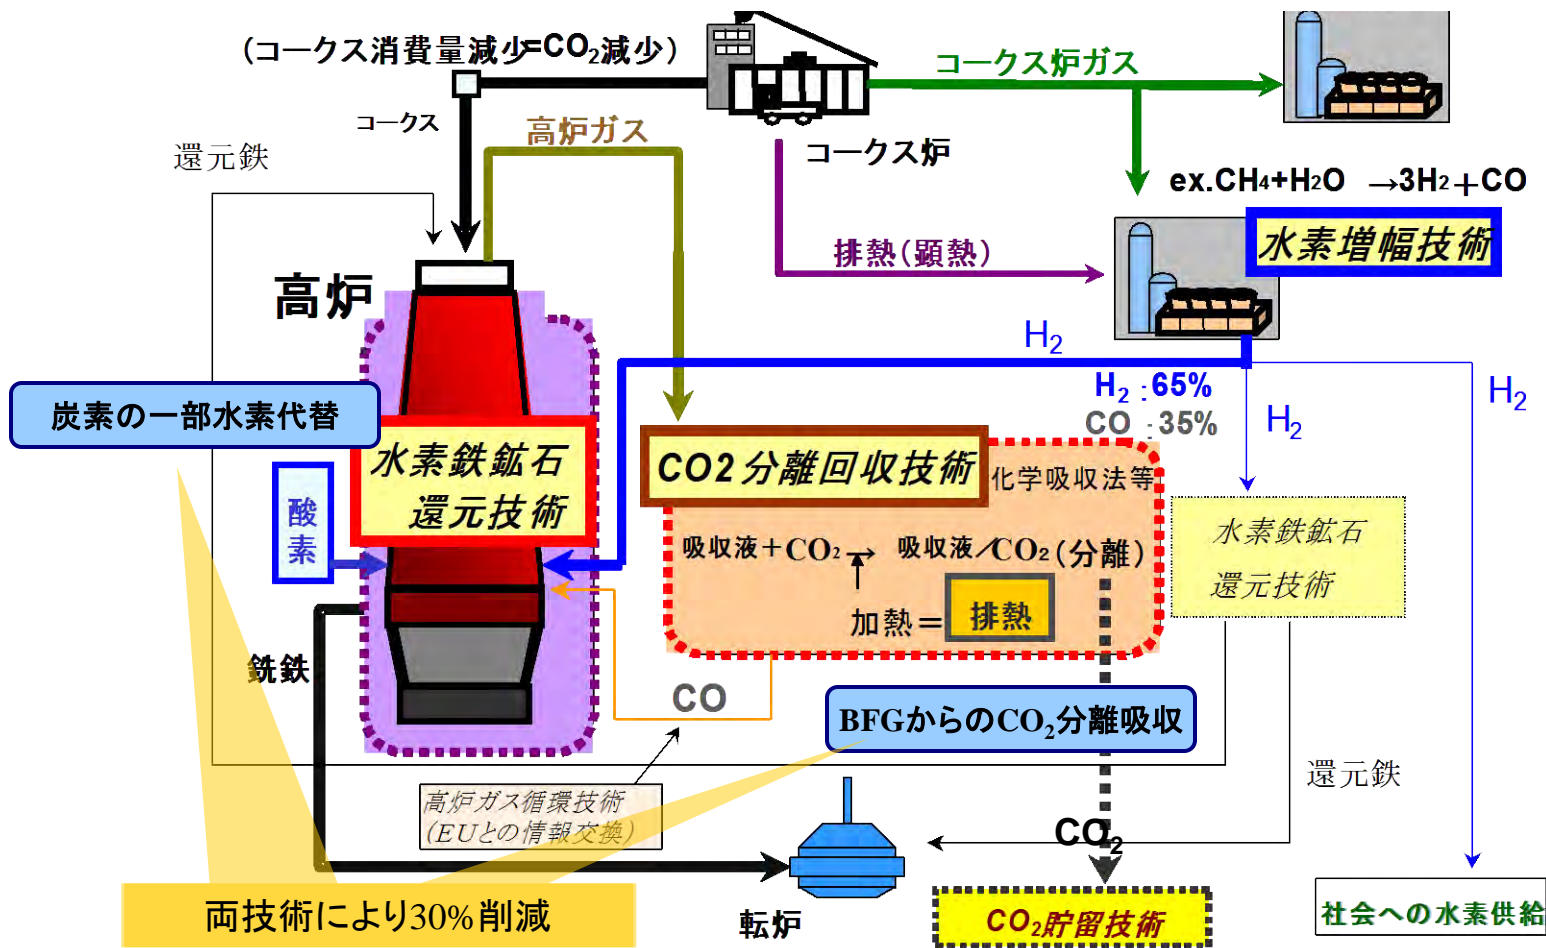 (コークス消費量減少=CO2減少)
コークス炉ガス
コークス
高炉ガス
コークス炉
還元鉄
ex.CH4+H2O →3H2+CO
水素増幅技術
排熱(顕熱)
高炉
H2
H2:65%
CO:35%
H2
H2
炭素の一部水素代替
水素鉄鉱石
還元技術
CO2分離回収技術
化学吸収法等
酸素
吸収液+CO2→ 吸収液/CO2(分離)
加熱=
排熱
水素鉄鉱石
還元技術
銑鉄
CO
BFGからのCO2分離吸収
還元鉄
高炉ガス循環技術
(EUとの情報交換)
CO2
両技術により30%削減
転炉
CO2貯留技術
社会への水素供給